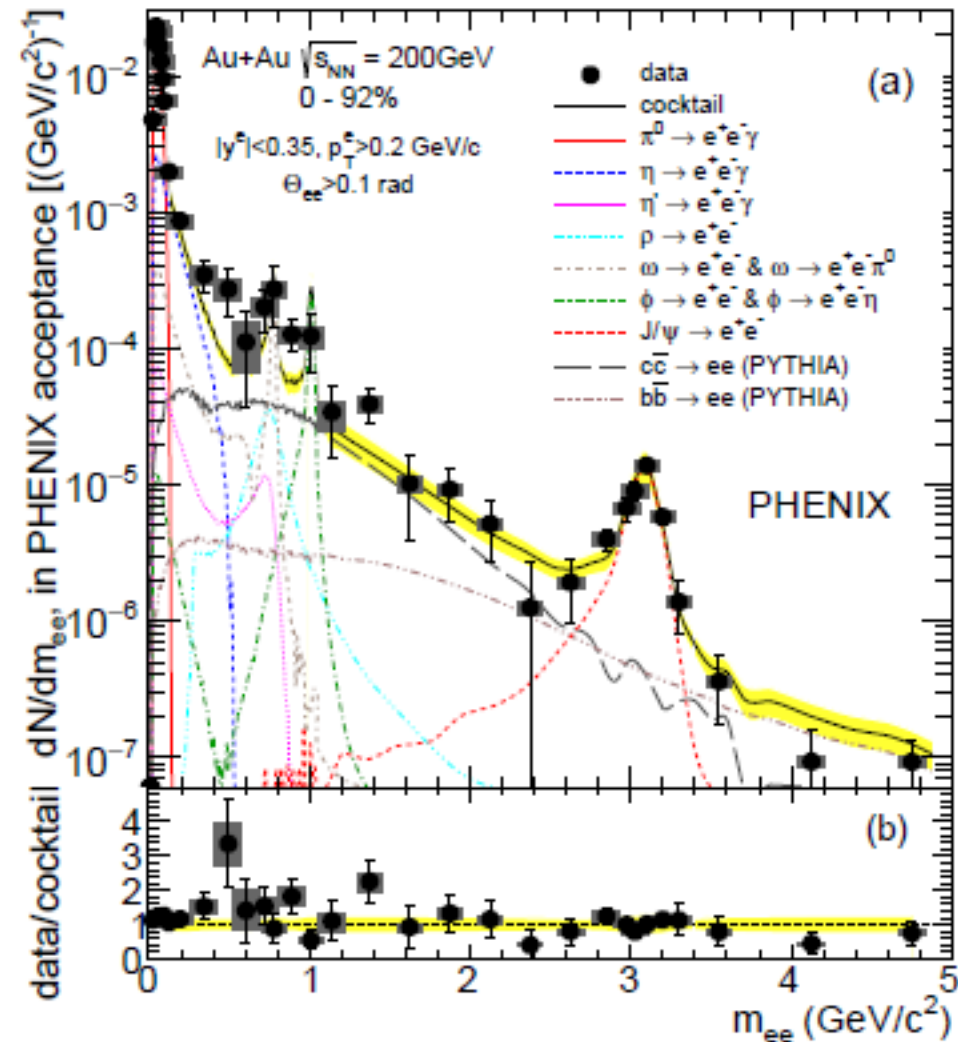 dN/dm_ee, in PHENIX acceptance [(GeV/c²)⁻¹]
10⁻²
10⁻³
10⁻⁴
10⁻⁵
10⁻⁶
10⁻⁷
Au+Au √s_NN = 200GeV
0 - 92%
|y^e|<0.35, p_T^e>0.2 GeV/c
Θ_ee>0.1 rad
(a)
data
cocktail
π⁰ → e⁺e⁻γ
η → e⁺e⁻γ
η' → e⁺e⁻γ
ρ → e⁺e⁻
ω → e⁺e⁻ & ω → e⁺e⁻π⁰
φ → e⁺e⁻ & φ → e⁺e⁻η
J/ψ → e⁺e⁻
cc̅ → ee (PYTHIA)
bb̅ → ee (PYTHIA)
PHENIX
data/cocktail
4
3
2
1
0
(b)
0 1 2 3 4 5
m_ee (GeV/c²)